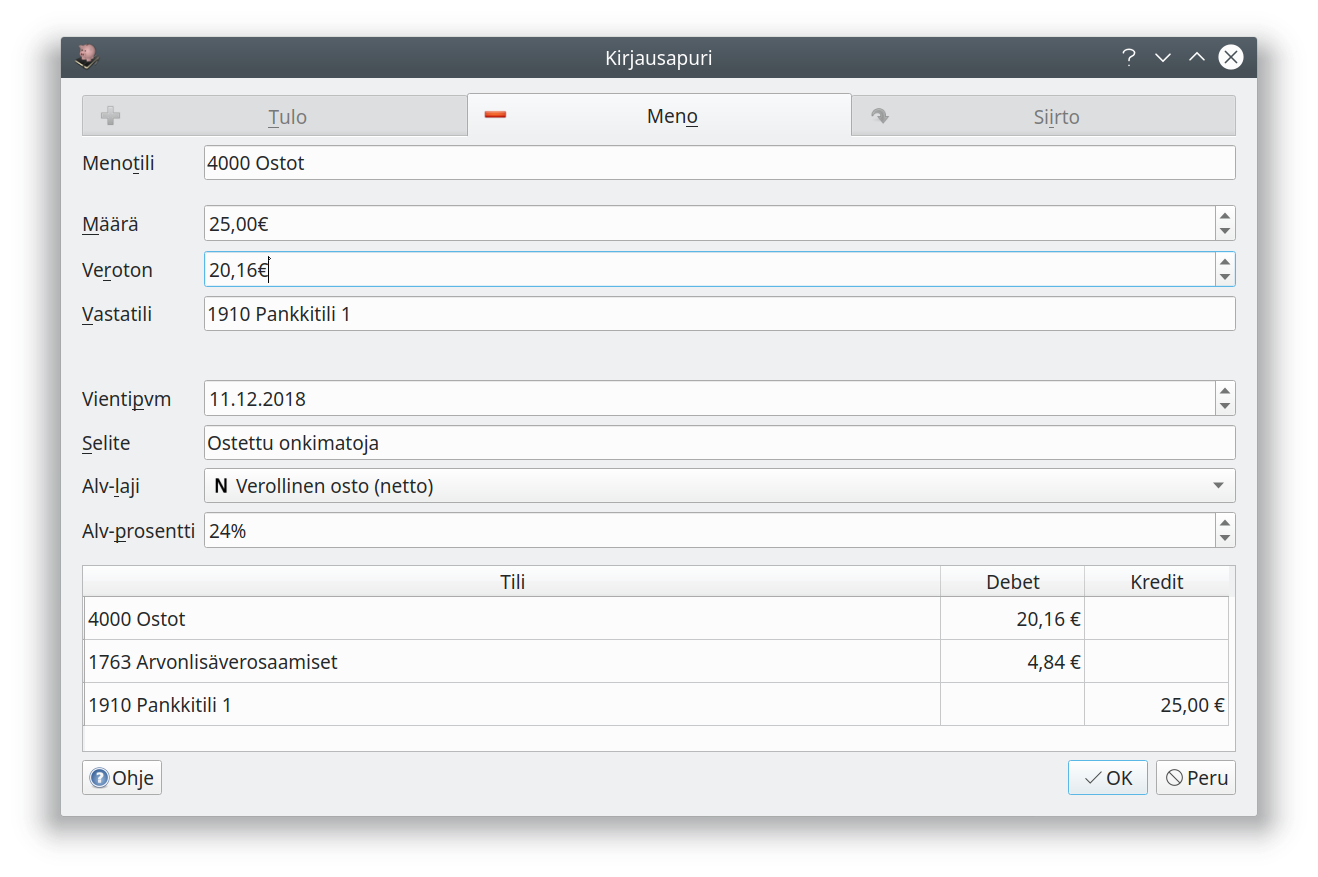 Kirjausapuri
Tulo
Meno
Siirto
Menotili 4000 Ostot
Määrä 25,00€
Veroton 20,16€
Vastatili 1910 Pankkitili 1
Vientipvm 11.12.2018
Selite Ostettu onkimatoja
Alv-laji N Verollinen osto (netto)
Alv-prosentti 24%
Tili Debet Kredit
4000 Ostot 20,16 €
1763 Arvonlisäverosaamiset 4,84 €
1910 Pankkitili 1 25,00 €
Ohje OK Peru